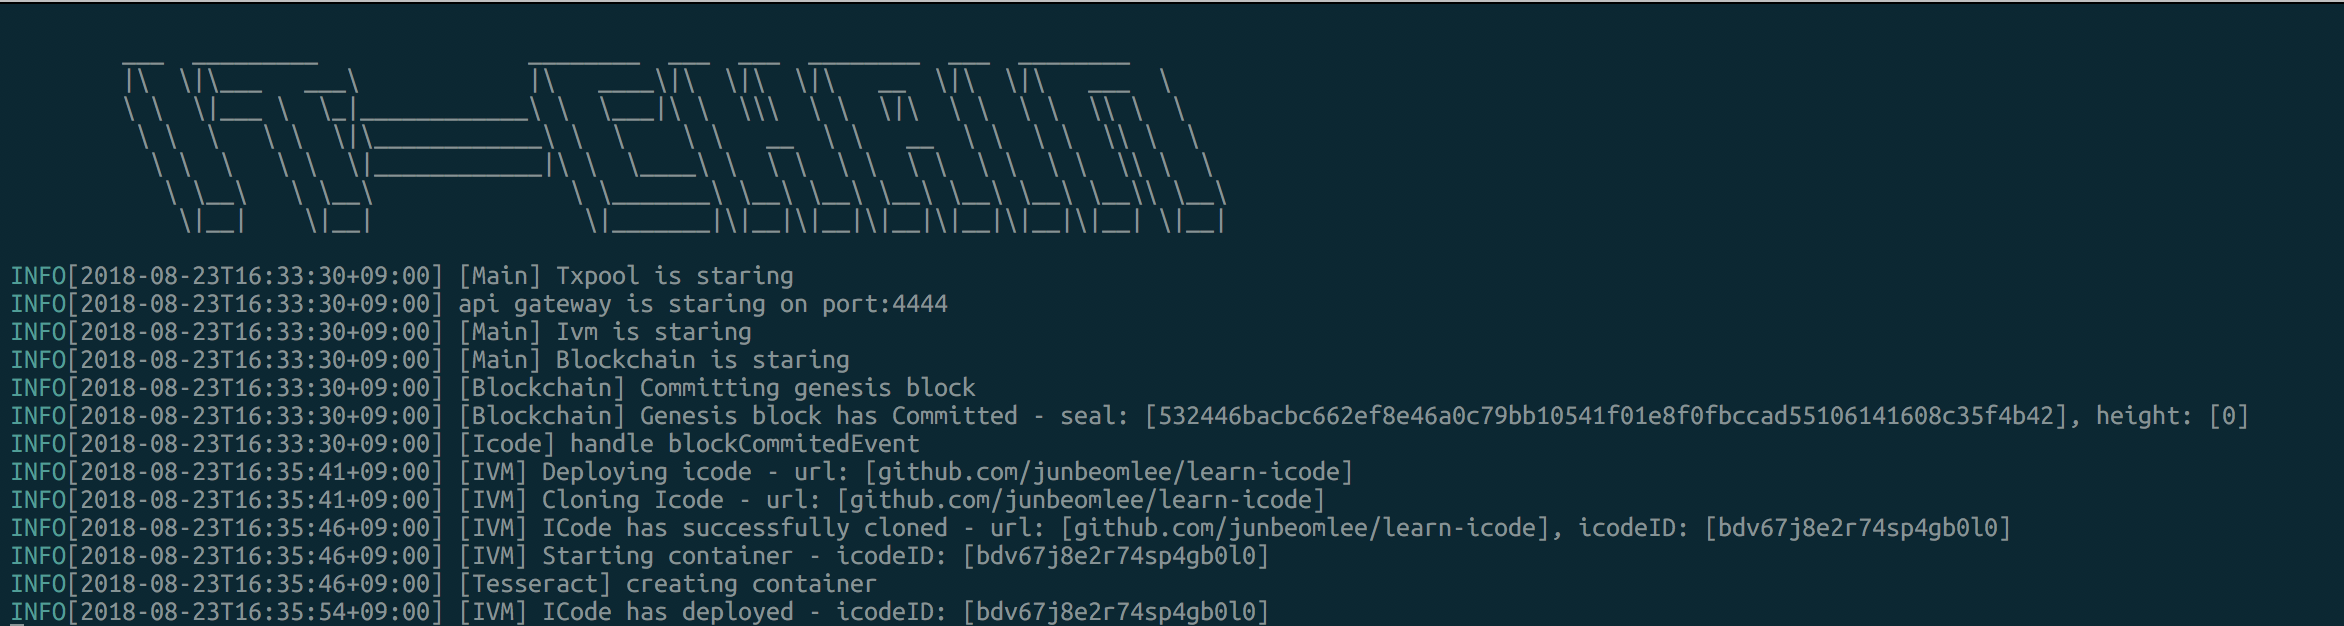 IT-CHAIN
INFO[2018-08-23T16:33:30+09:00] [Main] Txpool is staring
INFO[2018-08-23T16:33:30+09:00] api gateway is staring on port:4444
INFO[2018-08-23T16:33:30+09:00] [Main] Ivm is staring
INFO[2018-08-23T16:33:30+09:00] [Main] Blockchain is staring
INFO[2018-08-23T16:33:30+09:00] [Blockchain] Committing genesis block
INFO[2018-08-23T16:33:30+09:00] [Blockchain] Genesis block has Committed - seal: [532446bacbc662ef8e46a0c79bb10541f01e8f0fbccad55106141608c35f4b42], height: [0]
INFO[2018-08-23T16:33:30+09:00] [Icode] handle blockCommitedEvent
INFO[2018-08-23T16:35:41+09:00] [IVM] Deploying icode - url: [github.com/junbeomlee/learn-icode]
INFO[2018-08-23T16:35:41+09:00] [IVM] Cloning Icode - url: [github.com/junbeomlee/learn-icode]
INFO[2018-08-23T16:35:46+09:00] [IVM] ICode has successfully cloned - url: [github.com/junbeomlee/learn-icode], icodeID: [bdv67j8e2r74sp4gb0l0]
INFO[2018-08-23T16:35:46+09:00] [IVM] Starting container - icodeID: [bdv67j8e2r74sp4gb0l0]
INFO[2018-08-23T16:35:46+09:00] [Tesseract] creating container
INFO[2018-08-23T16:35:54+09:00] [IVM] ICode has deployed - icodeID: [bdv67j8e2r74sp4gb0l0]